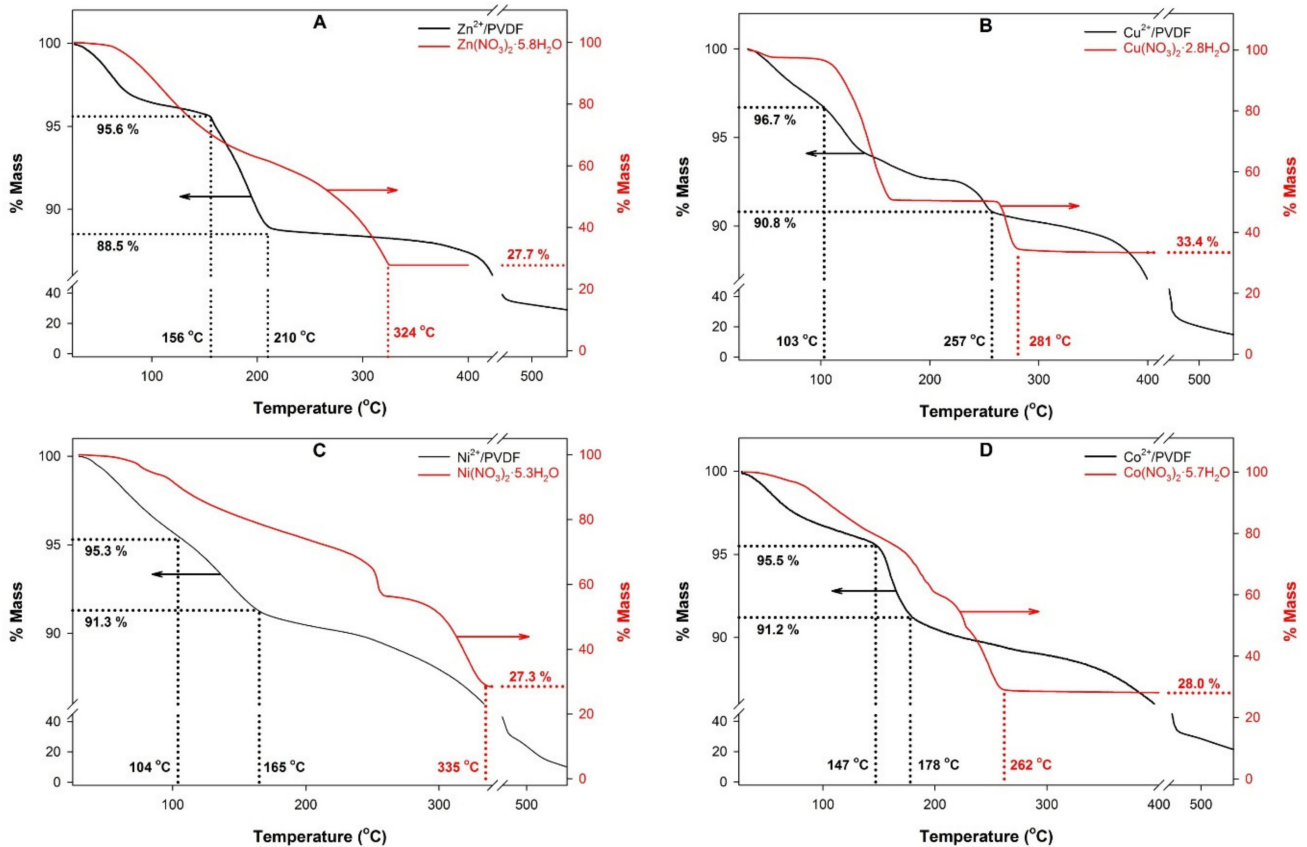 A
Zn²⁺/PVDF
Zn(NO₃)₂·5.8H₂O
100
95
90
40
20
0
% Mass
95.6 %
88.5 %
27.7 %
156 °C
210 °C
324 °C
100
80
60
40
20
0
% Mass
100
200
300
400
500
Temperature (°C)
B
Cu²⁺/PVDF
Cu(NO₃)₂·2.8H₂O
100
95
90
40
20
0
% Mass
96.7 %
90.8 %
33.4 %
103 °C
257 °C
281 °C
100
80
60
40
20
0
% Mass
100
200
300
400
500
Temperature (°C)
C
Ni²⁺/PVDF
Ni(NO₃)₂·5.3H₂O
100
95
90
40
20
0
% Mass
95.3 %
91.3 %
27.3 %
104 °C
165 °C
335 °C
100
80
60
40
20
0
% Mass
100
200
300
500
Temperature (°C)
D
Co²⁺/PVDF
Co(NO₃)₂·5.7H₂O
100
95
90
40
20
0
% Mass
95.5 %
91.2 %
28.0 %
147 °C
178 °C
262 °C
100
80
60
40
20
0
% Mass
100
200
300
400
500
Temperature (°C)